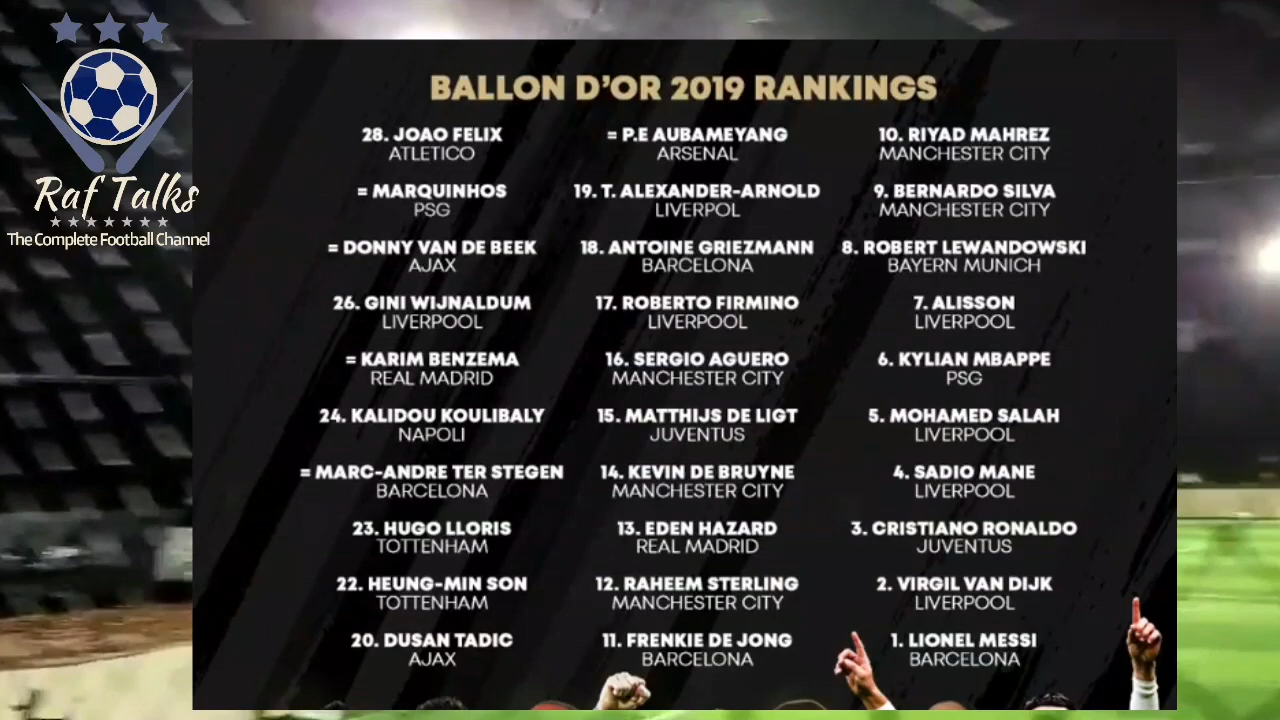 Raf Talks
The Complete Football Channel
BALLON D'OR 2019 RANKINGS
28. JOAO FELIX
ATLETICO
= MARQUINHOS
PSG
= DONNY VAN DE BEEK
AJAX
26. GINI WIJNALDUM
LIVERPOOL
= KARIM BENZEMA
REAL MADRID
24. KALIDOU KOULIBALY
NAPOLI
= MARC-ANDRE TER STEGEN
BARCELONA
23. HUGO LLORIS
TOTTENHAM
22. HEUNG-MIN SON
TOTTENHAM
20. DUSAN TADIC
AJAX
= P.E AUBAMEYANG
ARSENAL
19. T. ALEXANDER-ARNOLD
LIVERPOL
18. ANTOINE GRIEZMANN
BARCELONA
17. ROBERTO FIRMINO
LIVERPOOL
16. SERGIO AGUERO
MANCHESTER CITY
15. MATTHIJS DE LIGT
JUVENTUS
14. KEVIN DE BRUYNE
MANCHESTER CITY
13. EDEN HAZARD
REAL MADRID
12. RAHEEM STERLING
MANCHESTER CITY
11. FRENKIE DE JONG
BARCELONA
10. RIYAD MAHREZ
MANCHESTER CITY
9. BERNARDO SILVA
MANCHESTER CITY
8. ROBERT LEWANDOWSKI
BAYERN MUNICH
7. ALISSON
LIVERPOOL
6. KYLIAN MBAPPE
PSG
5. MOHAMED SALAH
LIVERPOOL
4. SADIO MANE
LIVERPOOL
3. CRISTIANO RONALDO
JUVENTUS
2. VIRGIL VAN DIJK
LIVERPOOL
1. LIONEL MESSI
BARCELONA